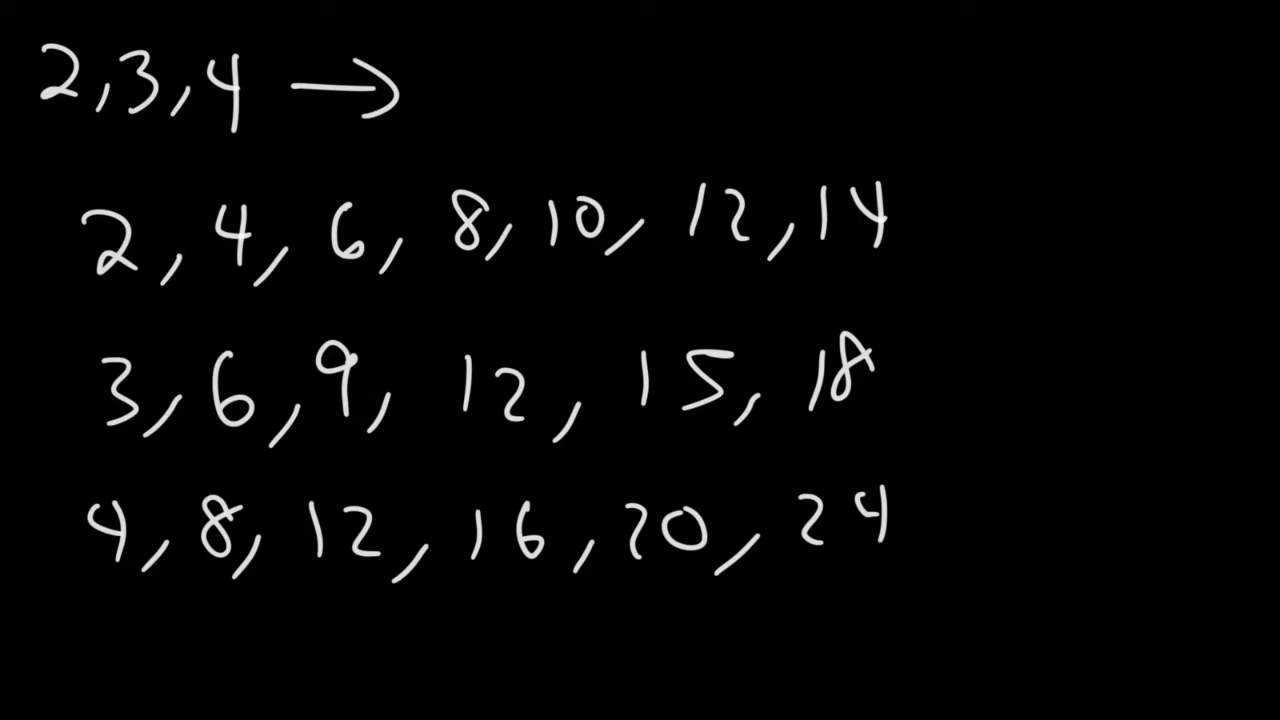 2,3,4 →
2, 4, 6, 8, 10, 12, 14
3, 6, 9, 12, 15, 18
4, 8, 12, 16, 20, 24